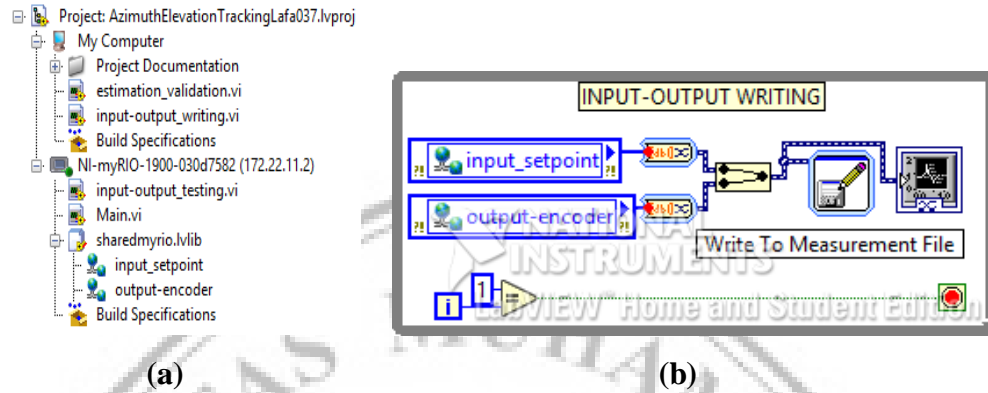 Project: AzimuthElevationTrackingLafa037.lvproj
My Computer
Project Documentation
estimation_validation.vi
input-output_writing.vi
Build Specifications
NI-myRIO-1900-030d7582 (172.22.11.2)
input-output_testing.vi
Main.vi
sharedmyrio.lvlib
input_setpoint
output-encoder
Build Specifications
(a)
INPUT-OUTPUT WRITING
input_setpoint
output-encoder
NATIONAL
INSTRUMENTS
Write To Measurement File
1
i
LabVIEW™ Home and Student Edition
(b)